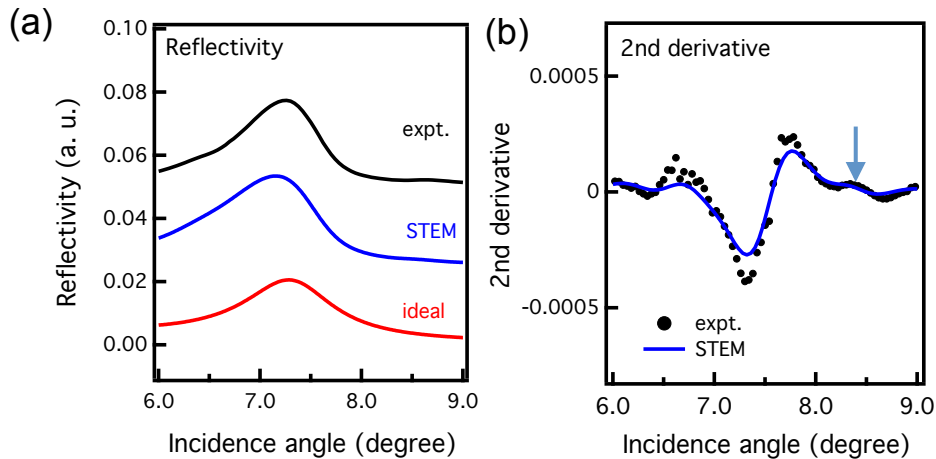 (a)
Reflectivity
0.10
0.08
0.06
0.04
0.02
0.00
Reflectivity (a. u.)
expt.
STEM
ideal
6.0 7.0 8.0 9.0
Incidence angle (degree)
(b)
2nd derivative
0.0005
0
-0.0005
2nd derivative
expt.
STEM
6.0 7.0 8.0 9.0
Incidence angle (degree)